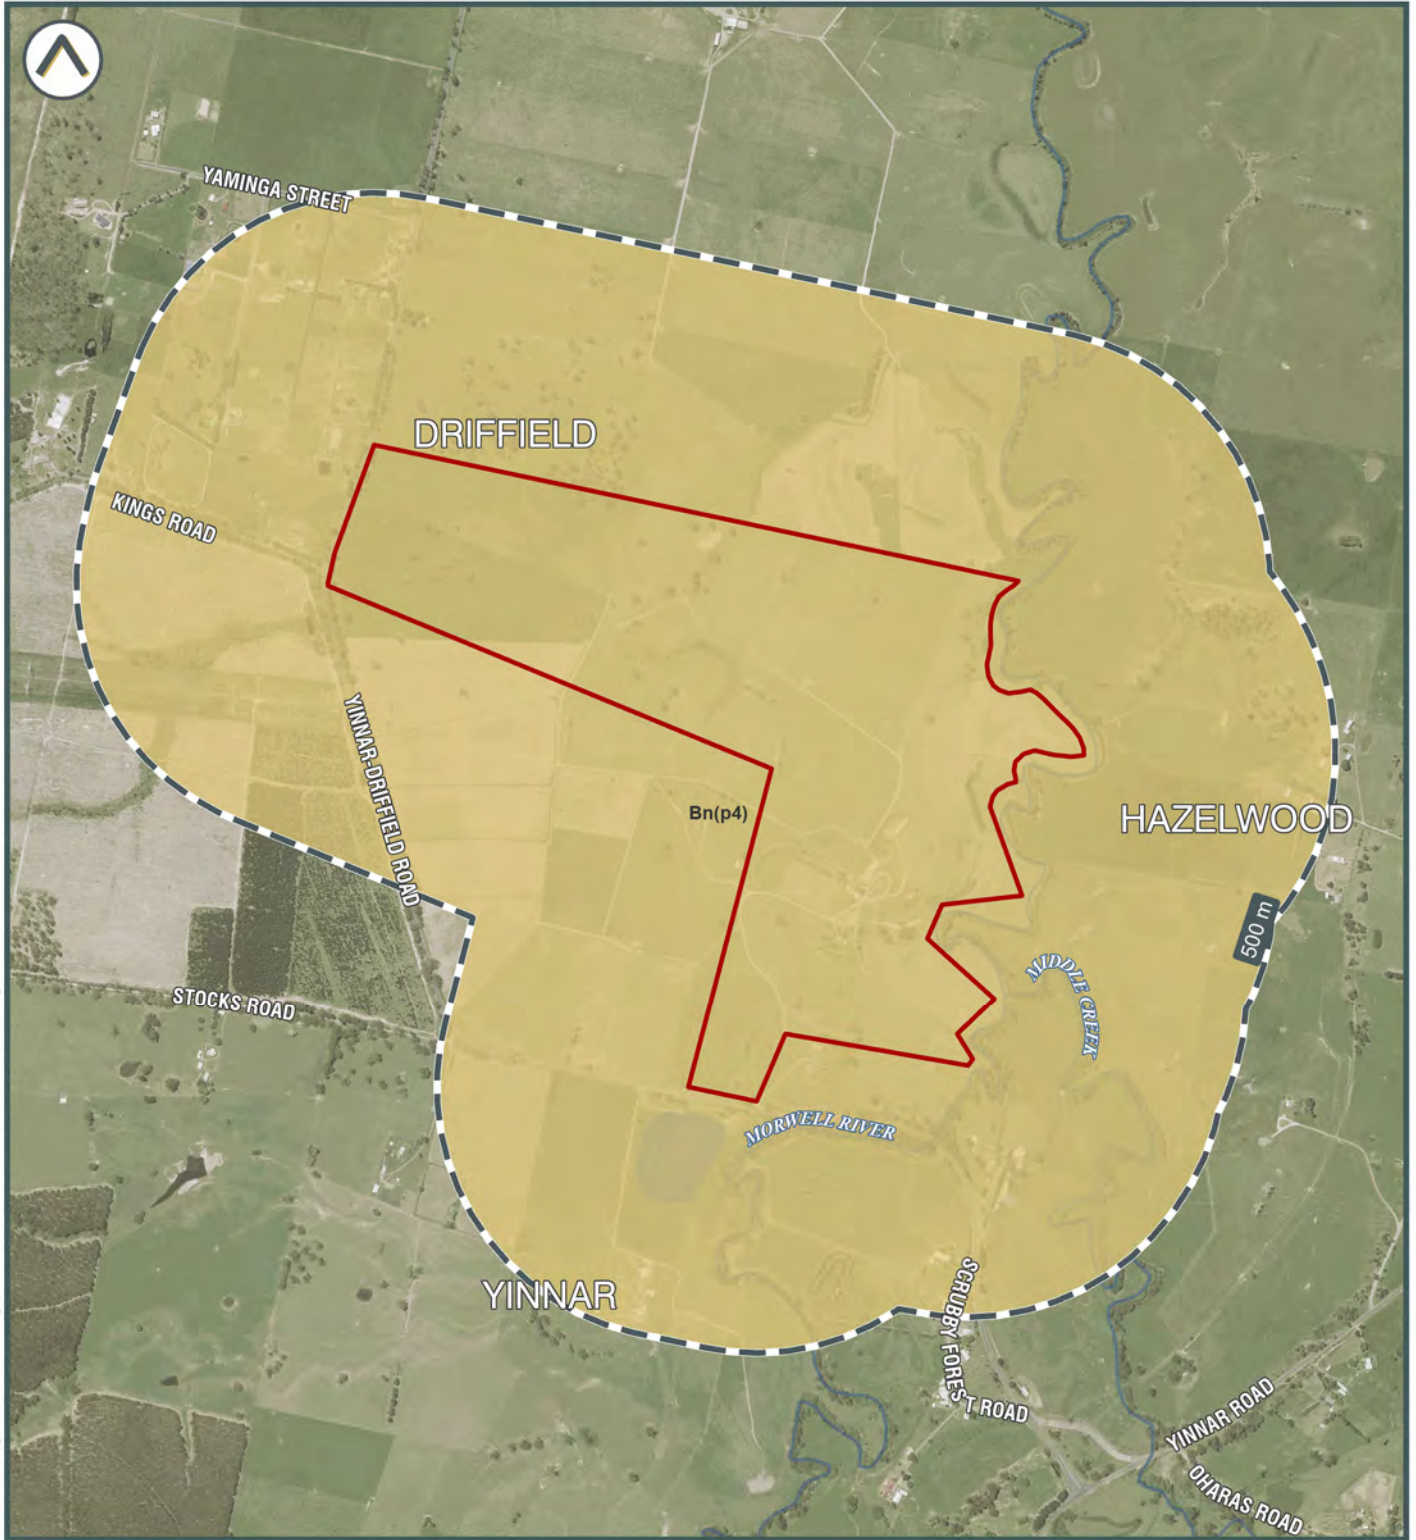 YAMINGA STREET
DRIFFIELD
KINGS ROAD
YINNAR-DRIFFIELD ROAD
Bn(p4)
HAZELWOOD
500 m
MIDDLE CREEK
STOCKS ROAD
MORWELL RIVER
YINNAR
SCRUBBY FOREST ROAD
YINNAR ROAD
OHARAS ROAD